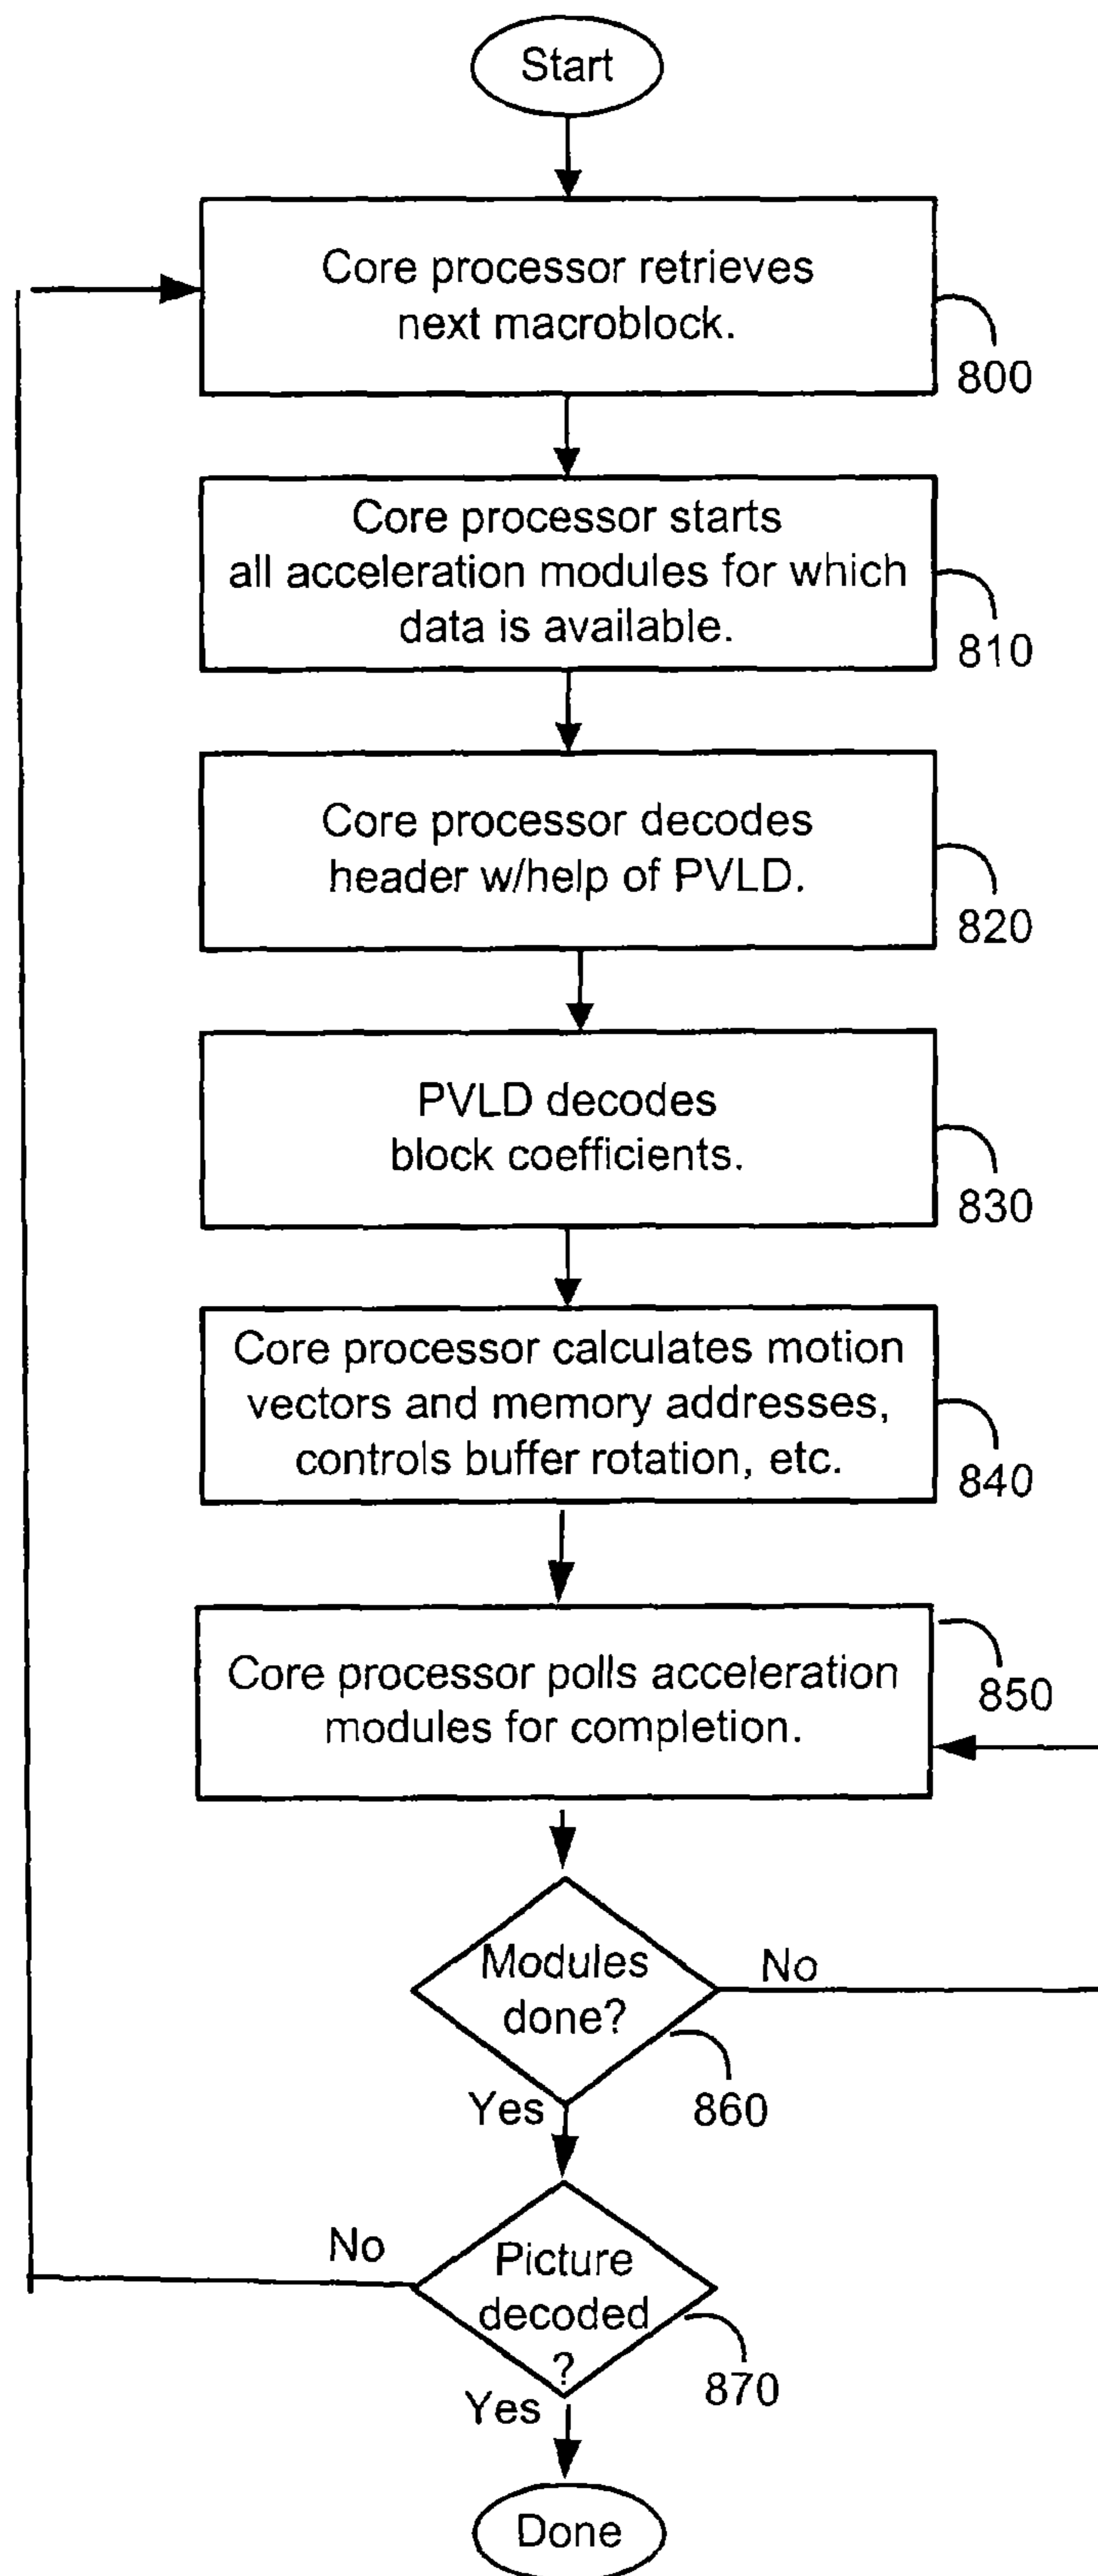 Start
Core processor retrieves
next macroblock.
800
Core processor starts
all acceleration modules for which
data is available.
810
Core processor decodes
header w/help of PVLD.
820
PVLD decodes
block coefficients.
830
Core processor calculates motion
vectors and memory addresses,
controls buffer rotation, etc.
840
Core processor polls acceleration
modules for completion.
850
Modules
done?
No
860
Yes
Picture
decoded
?
No
870
Yes
Done